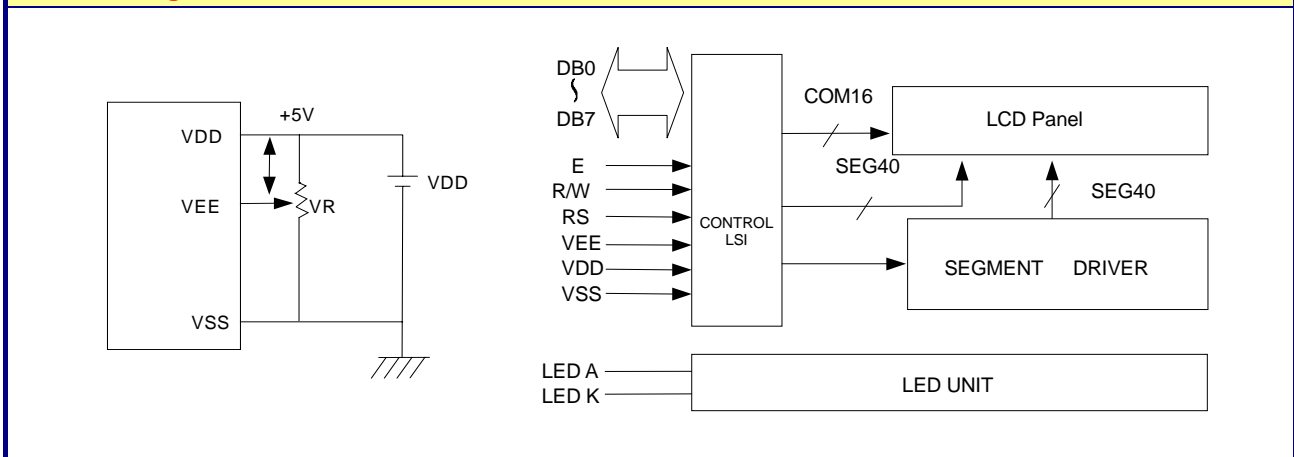 +5V
VDD
VEE
VR
VDD
VSS
DB0
DB7
E
R/W
RS
VEE
VDD
VSS
CONTROL
LSI
COM16
SEG40
LCD Panel
SEG40
SEGMENT DRIVER
LED A
LED K
LED UNIT